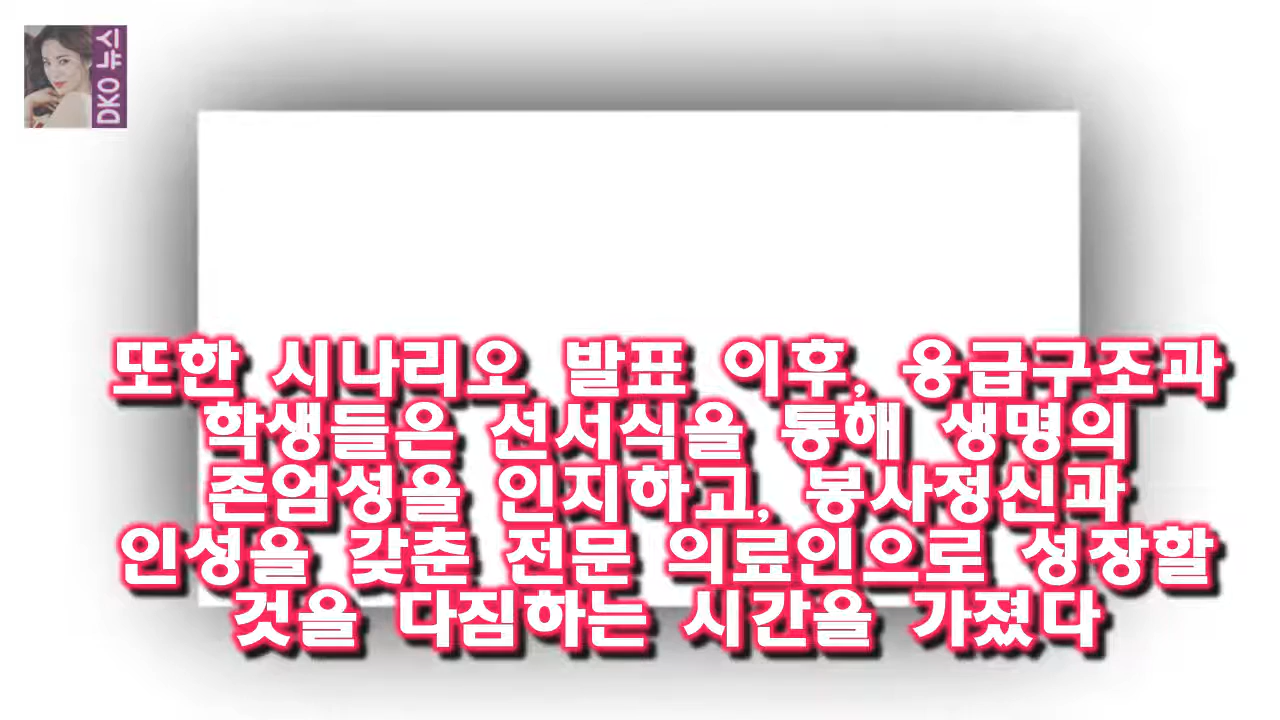 DKO 뉴스
또한 시나리오 발표 이후, 응급구조과
학생들은 선서식을 통해 생명의
존엄성을 인지하고, 봉사정신과
인성을 갖춘 전문 의료인으로 성장할
것을 다짐하는 시간을 가졌다